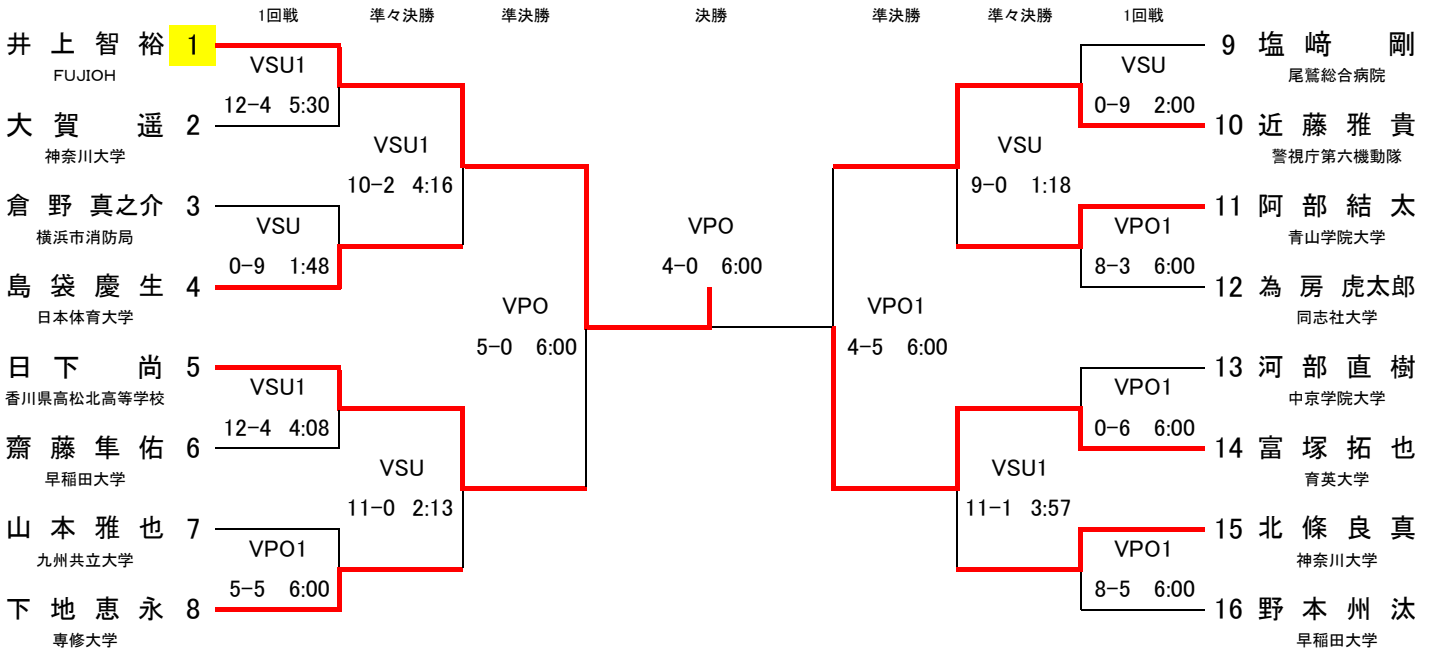 1回戦 準々決勝 準決勝 決勝 準決勝 準々決勝 1回戦
井上智裕 1
FUJIOH
VSU1
12-4 5:30
大賀 遥 2
神奈川大学
VSU1
10-2 4:16
倉野真之介 3
横浜市消防局
VSU
0-9 1:48
島袋慶生 4
日本体育大学
VPO
5-0 6:00
日下 尚 5
香川県高松北高等学校
VSU1
12-4 4:08
齋藤隼佑 6
早稲田大学
VSU
11-0 2:13
山本雅也 7
九州共立大学
VPO1
5-5 6:00
下地恵永 8
専修大学
VPO
4-0 6:00
9 塩﨑 剛
尾鷲総合病院
VSU
0-9 2:00
10 近藤雅貴
警視庁第六機動隊
VSU
9-0 1:18
11 阿部結太
青山学院大学
VPO1
8-3 6:00
12 為房虎太郎
同志社大学
VPO1
4-5 6:00
13 河部直樹
中京学院大学
VPO1
0-6 6:00
14 富塚拓也
育英大学
VSU1
11-1 3:57
15 北條良真
神奈川大学
VPO1
8-5 6:00
16 野本州汰
早稲田大学